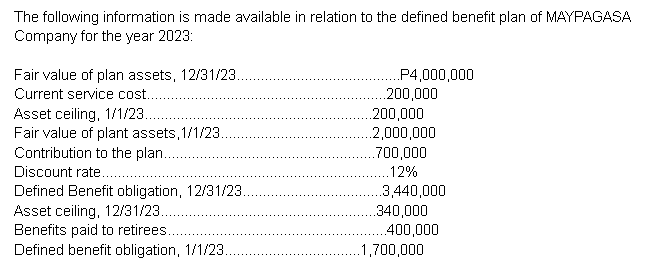 The following information is made available in relation to the defined benefit plan of MAYPAGASA
Company for the year 2023:
Fair value of plan assets, 12/31/23..........................................P4,000,000
Current service cost..............................................................200,000
Asset ceiling, 1/1/23...........................................................200,000
Fair value of plant assets,1/1/23.......................................2,000,000
Contribution to the plan.......................................................700,000
Discount rate..........................................................................12%
Defined Benefit obligation, 12/31/23....................................3,440,000
Asset ceiling, 12/31/23........................................................340,000
Benefits paid to retirees.........................................................400,000
Defined benefit obligation, 1/1/23...................................1,700,000